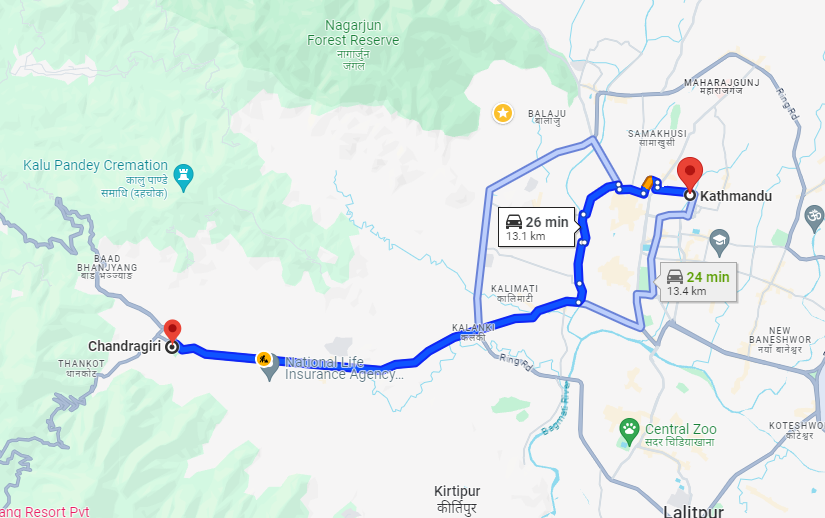 Nagarjun
Forest Reserve
नागार्जुन
जंगल
MAHARAJGUNJ
महाराजगंज
Ring Rd
BALAJU
बालाजु
SAMAKHUSI
सामाखुसी
Kalu Pandey Cremation
कालु पाण्डे
समाधि (दहचोक)
Kathmandu
26 min
13.1 km
BAAD
BHANJYANG
बाड भञ्ज्याङ
24 min
13.4 km
KALIMATI
कालिमाटी
KALANKI
कलंकी
Chandragiri
NEW
BANESHWOR
नयाँ बानेश्वर
THANKOT
थानकोट
National Life
Insurance Agency...
Ring Rd
Bagmati River
Central Zoo
सदर चिडियाखाना
KOTESHWO
कोटेश्वर
Kirtipur
कीर्तिपुर
ang Resort Pvt
Lalitpur